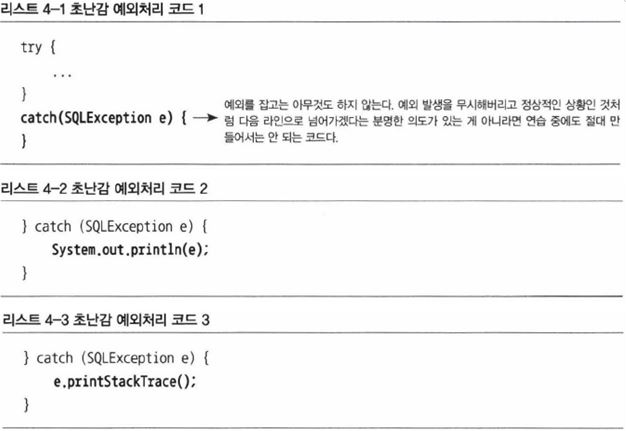 리스트 4-1 초난감 예외처리 코드 1
try {
...
}
catch(SQLException e) { → 예외를 잡고는 아무것도 하지 않는다. 예외 발생을 무시해버리고 정상적인 상황인 것처
럼 다음 라인으로 넘어가겠다는 분명한 의도가 있는 게 아니라면 연습 중에도 절대 만
들어서는 안 되는 코드다.
}
리스트 4-2 초난감 예외처리 코드 2
} catch (SQLException e) {
System.out.println(e);
}
리스트 4-3 초난감 예외처리 코드 3
} catch (SQLException e) {
e.printStackTrace();
}